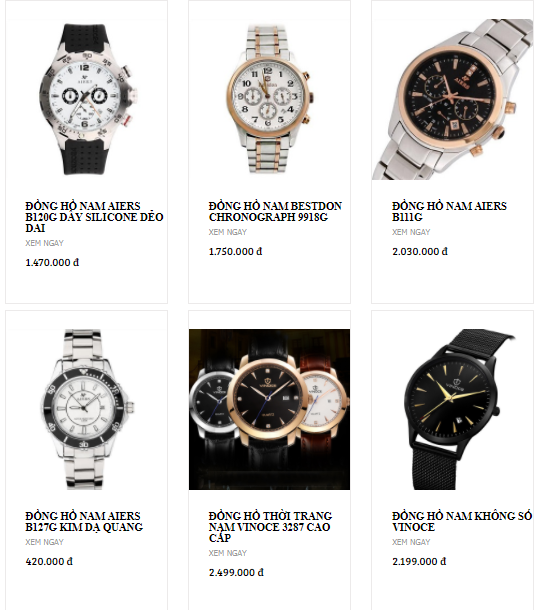 ĐỒNG HỒ NAM AIERS
B120G DÂY SILICONE DẺO
DAI
XEM NGAY
1.470.000 đ
ĐỒNG HỒ NAM BESTDON
CHRONOGRAPH 9918G
XEM NGAY
1.750.000 đ
ĐỒNG HỒ NAM AIERS
B111G
XEM NGAY
2.030.000 đ
ĐỒNG HỒ NAM AIERS
B127G KIM DẠ QUANG
XEM NGAY
420.000 đ
ĐỒNG HỒ THỜI TRANG
NAM VINOCE 3287 CAO
CẤP
XEM NGAY
2.499.000 đ
ĐỒNG HỒ NAM KHÔNG SỐ
VINOCE
XEM NGAY
2.199.000 đ